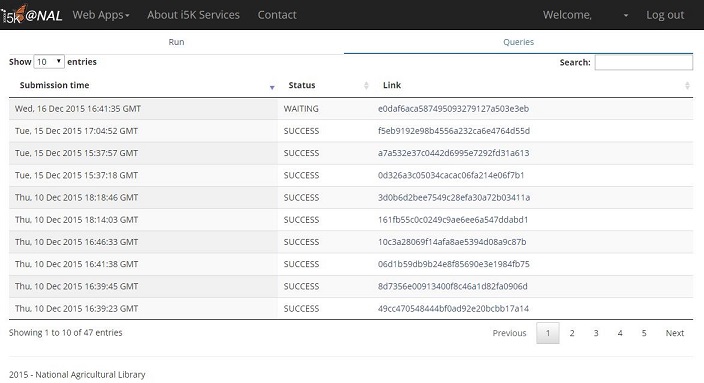 i5k @NAL Web Apps About i5K Services Contact Welcome, Log out
Run Queries
Show 10 entries Search:
Submission time Status Link
Wed, 16 Dec 2015 16:41:35 GMT WAITING e0daf6aca587495093279127a503e3eb
Tue, 15 Dec 2015 17:04:52 GMT SUCCESS f5eb9192e98b4556a232ca6e4764d55d
Tue, 15 Dec 2015 15:37:57 GMT SUCCESS a7a532e37c0442d6995e7292fd31a613
Tue, 15 Dec 2015 15:37:18 GMT SUCCESS 0d326a3c05034cacac06fa214e06f7b1
Thu, 10 Dec 2015 18:18:46 GMT SUCCESS 3d0b6d2bee7549c28efa30a72b03411a
Thu, 10 Dec 2015 18:14:03 GMT SUCCESS 161fb55c0c0249c9ae6ee6a547ddabd1
Thu, 10 Dec 2015 16:46:33 GMT SUCCESS 10c3a28069f14afa8ae5394d08a9c87b
Thu, 10 Dec 2015 16:41:38 GMT SUCCESS 06d1b59db9b24e8f85690e3e1984fb75
Thu, 10 Dec 2015 16:39:45 GMT SUCCESS 8d7356e00913400f8c46a1d82fa0906d
Thu, 10 Dec 2015 16:39:23 GMT SUCCESS 49cc470548444bf0ad92e20bcbb17a14
Showing 1 to 10 of 47 entries Previous 1 2 3 4 5 Next
2015 - National Agricultural Library